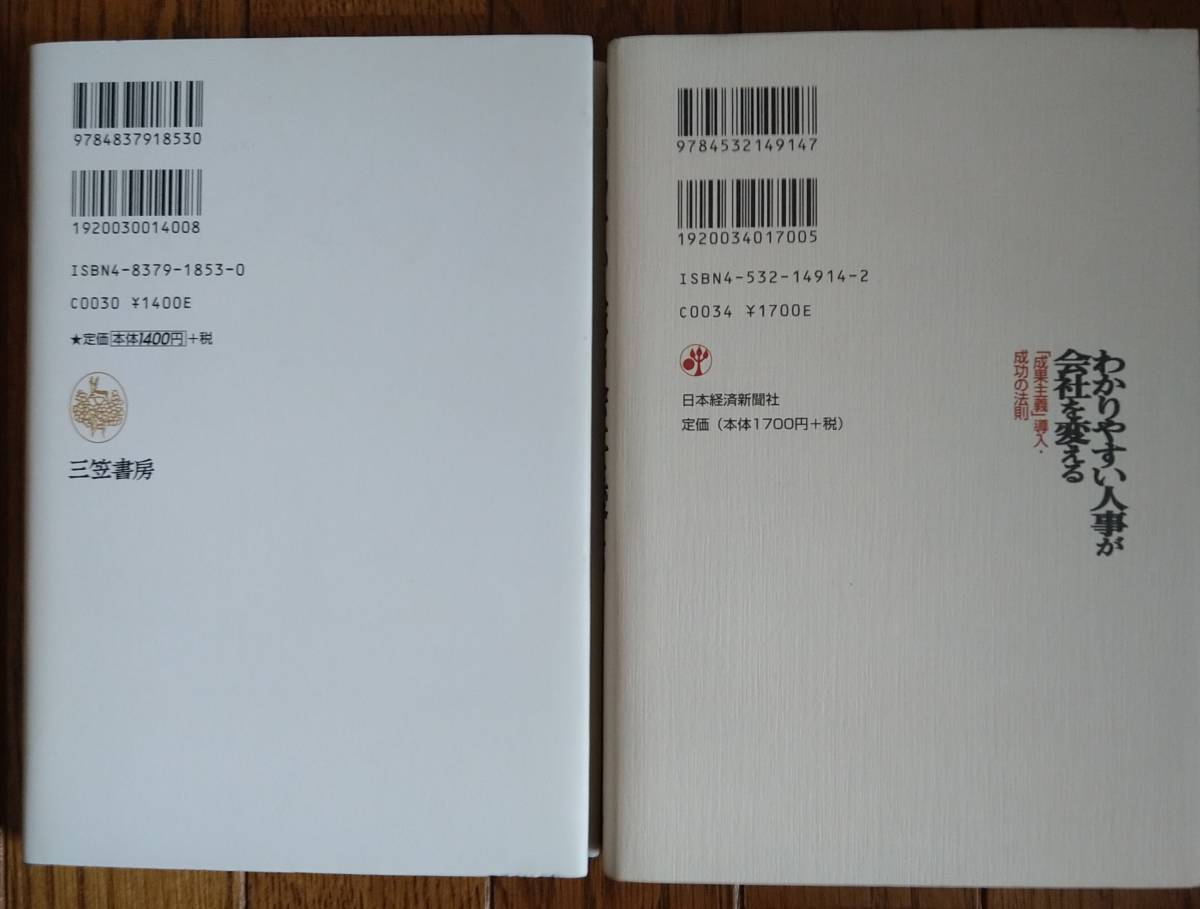 9784837918530
1920030014008
ISBN4-8379-1853-0
C0030 ¥1400E
★定価本体1400円+税
三笠書房
9784532149147
1920034017005
ISBN4-532-14914-2
C0034 ¥1700E
日本経済新聞社
定価（本体1700円+税）
わかりやすい人事が
会社を変える
「成果主義」導入・
成功の法則